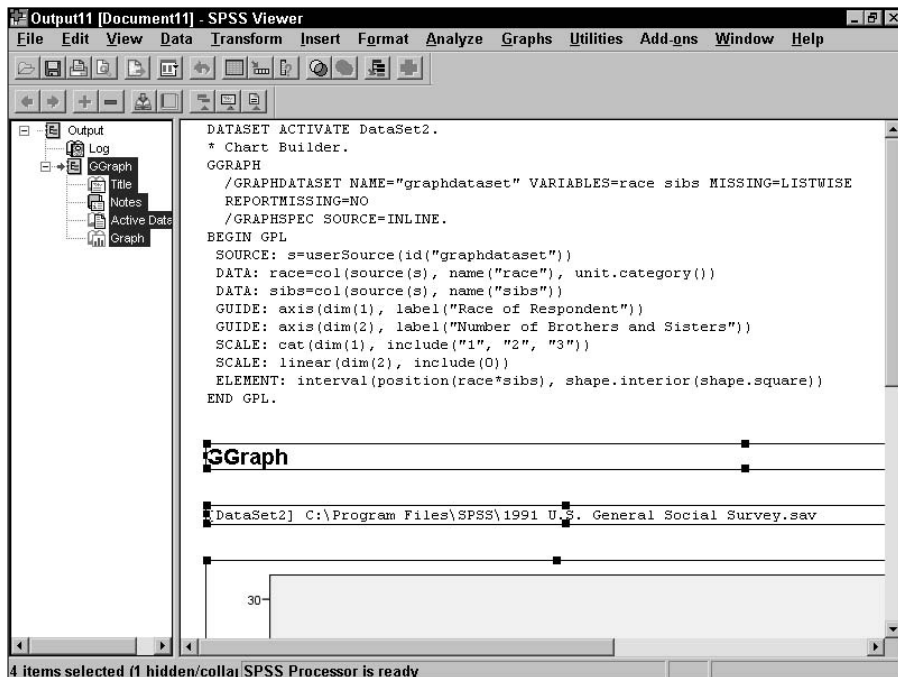 Output11 [Document11] - SPSS Viewer
File Edit View Data Transform Insert Format Analyze Graphs Utilities Add-ons Window Help
Output
Log
GGraph
Title
Notes
Active Data
Graph
DATASET ACTIVATE DataSet2.
* Chart Builder.
GGRAPH
/GRAPHDATASET NAME="graphdataset" VARIABLES=race sibs MISSING=LISTWISE
REPORTMISSING=NO
/GRAPHSPEC SOURCE=INLINE.
BEGIN GPL
SOURCE: s=userSource(id("graphdataset"))
DATA: race=col(source(s), name("race"), unit.category())
DATA: sibs=col(source(s), name("sibs"))
GUIDE: axis(dim(1), label("Race of Respondent"))
GUIDE: axis(dim(2), label("Number of Brothers and Sisters"))
SCALE: cat(dim(1), include("1", "2", "3"))
SCALE: linear(dim(2), include(0))
ELEMENT: interval(position(race*sibs), shape.interior(shape.square))
END GPL.
GGraph
[DataSet2] C:\Program Files\SPSS\1991 U.S. General Social Survey.sav
30
4 items selected (1 hidden/collap SPSS Processor is ready